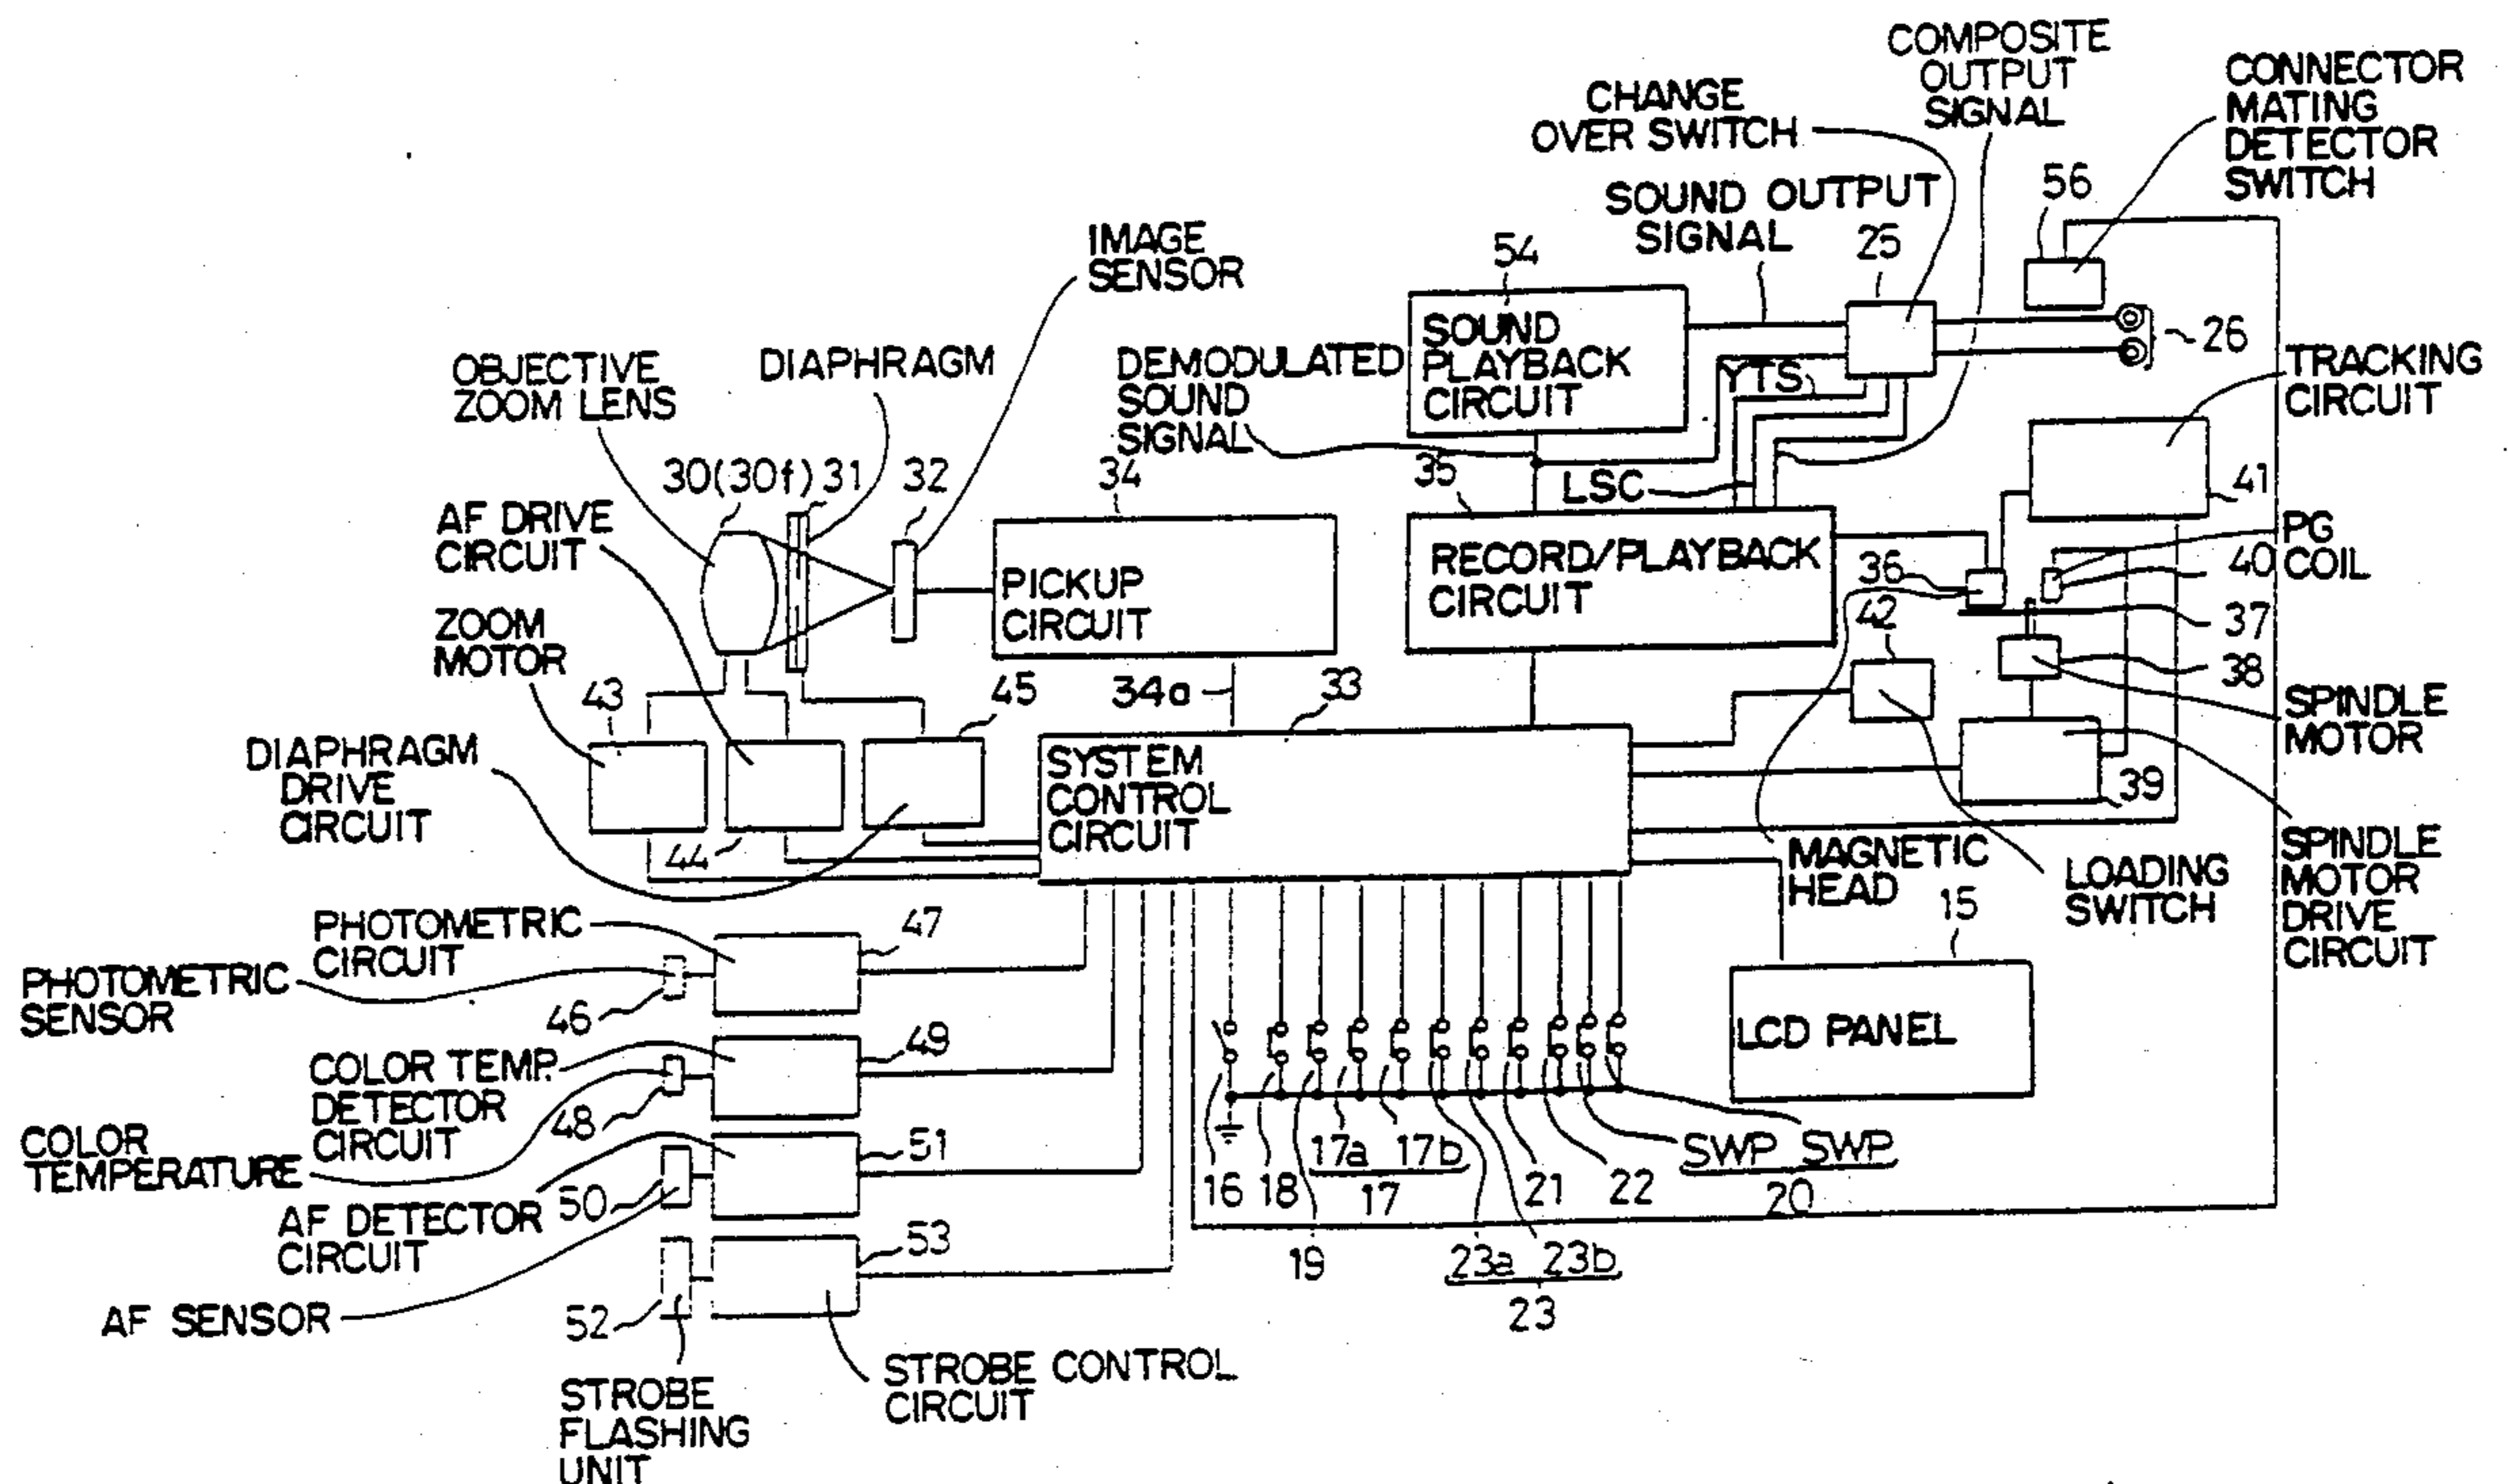 COMPOSITE
OUTPUT
SIGNAL
CONNECTOR
MATING
DETECTOR
SWITCH
CHANGE
OVER SWITCH
SOUND OUTPUT
SIGNAL
56
25
54
IMAGE
SENSOR
SOUND
PLAYBACK
CIRCUIT
26
TRACKING
CIRCUIT
OBJECTIVE
ZOOM LENS
DIAPHRAGM
DEMODULATED
SOUND
SIGNAL
YTS
30(30f)
31
32
34
35
LSC
41
AF DRIVE
CIRCUIT
PICKUP
CIRCUIT
RECORD/PLAYBACK
CIRCUIT
36
42
PG
COIL
40
37
38
ZOOM
MOTOR
43
45
34a
33
SPINDLE
MOTOR
DIAPHRAGM
DRIVE
CIRCUIT
SYSTEM
CONTROL
CIRCUIT
39
44
MAGNETIC
HEAD
LOADING
SWITCH
SPINDLE
MOTOR
DRIVE
CIRCUIT
15
PHOTOMETRIC
CIRCUIT
47
PHOTOMETRIC
SENSOR
46
LCD PANEL
COLOR TEMP.
DETECTOR
CIRCUIT
49
48
COLOR
TEMPERATURE
51
50
AF DETECTOR
CIRCUIT
16
18
17a
17b
17
21
22
SWP
SWP
20
53
19
23a
23b
23
AF SENSOR
52
STROBE CONTROL
CIRCUIT
STROBE
FLASHING
UNIT